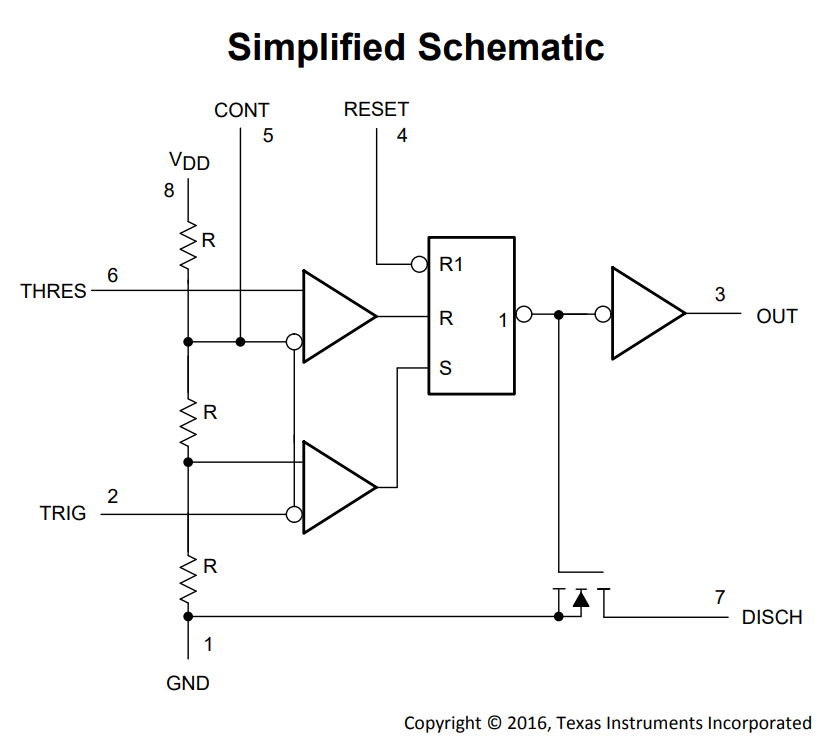 Simplified Schematic
CONT
RESET
5
4
VDD
8
R
R1
6
THRES
3
R
1
OUT
S
R
2
TRIG
R
7
DISCH
1
GND
Copyright © 2016, Texas Instruments Incorporated